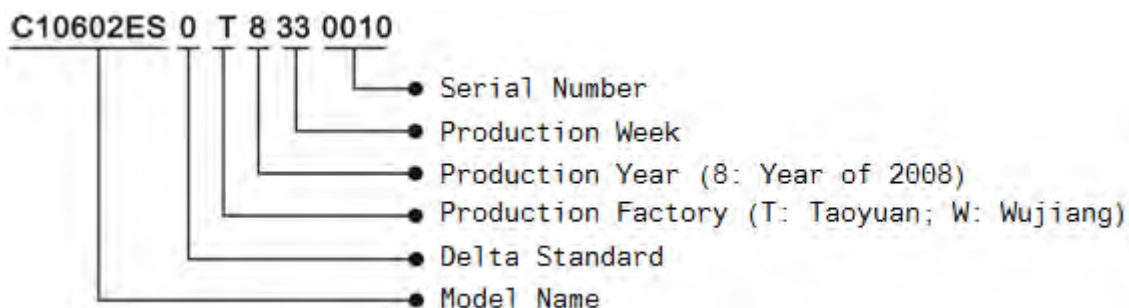 C10602ES 0 T 8 33 0010
Serial Number
Production Week
Production Year (8: Year of 2008)
Production Factory (T: Taoyuan; W: Wujiang)
Delta Standard
Model Name